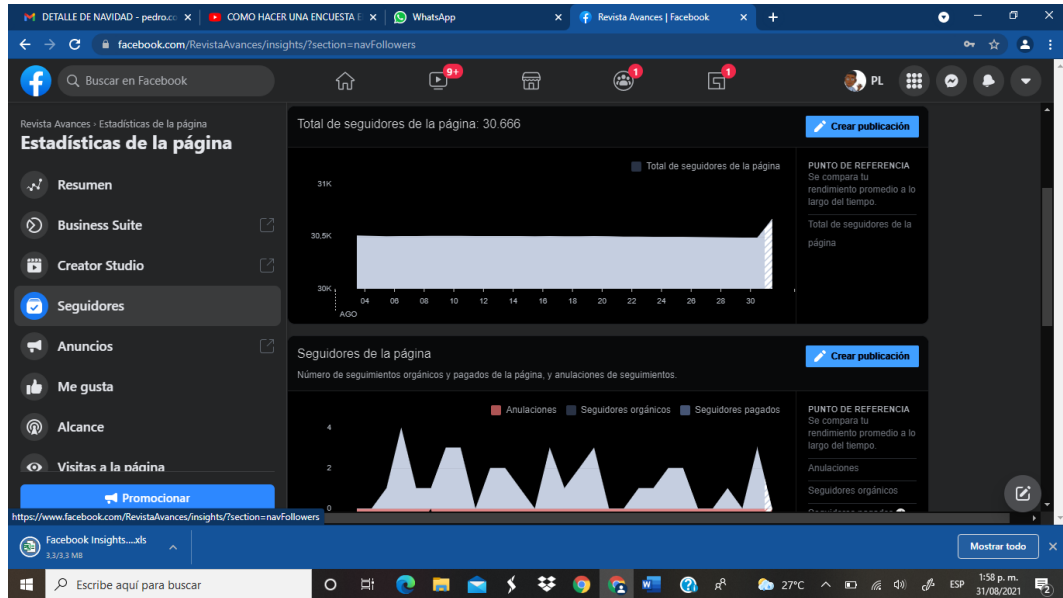 DETALLE DE NAVIDAD - pedro.co
COMO HACER UNA ENCUESTA E
WhatsApp
Revista Avances | Facebook
facebook.com/RevistaAvances/insights/?section=navFollowers
Buscar en Facebook
9+
1
1
PL
Revista Avances › Estadísticas de la página
Estadísticas de la página
Resumen
Business Suite
Creator Studio
Seguidores
Anuncios
Me gusta
Alcance
Visitas a la página
Promocionar
Total de seguidores de la página: 30.666
Crear publicación
Total de seguidores de la página
31K
30,5K
30K
04 06 08 10 12 14 16 18 20 22 24 26 28 30
AGO
PUNTO DE REFERENCIA
Se compara tu
rendimiento promedio a lo
largo del tiempo.
Total de seguidores de la
página
Seguidores de la página
Número de seguimientos orgánicos y pagados de la página, y anulaciones de seguimientos.
Crear publicación
Anulaciones Seguidores orgánicos Seguidores pagados
4
2
0
PUNTO DE REFERENCIA
Se compara tu
rendimiento promedio a lo
largo del tiempo.
Anulaciones
Seguidores orgánicos
Seguidores pagados
https://www.facebook.com/RevistaAvances/insights/?section=navFollowers
Facebook Insights....xls
3,3/3,3 MB
Mostrar todo
Escribe aquí para buscar
27°C
ESP
1:58 p. m.
31/08/2021